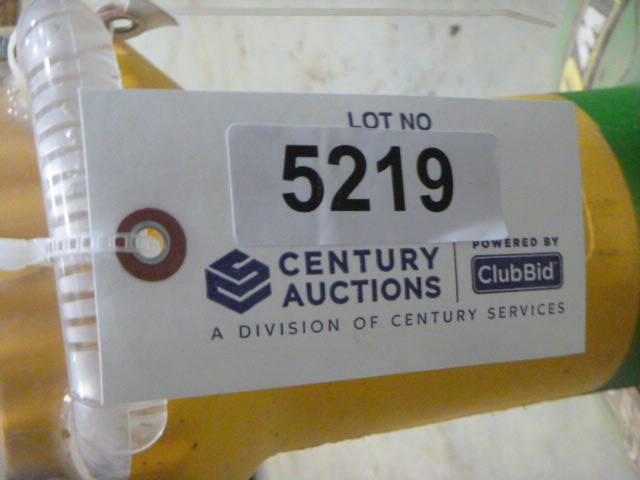 LOT NO
5219
CENTURY
AUCTIONS
POWERED BY
ClubBid
A DIVISION OF CENTURY SERVICES